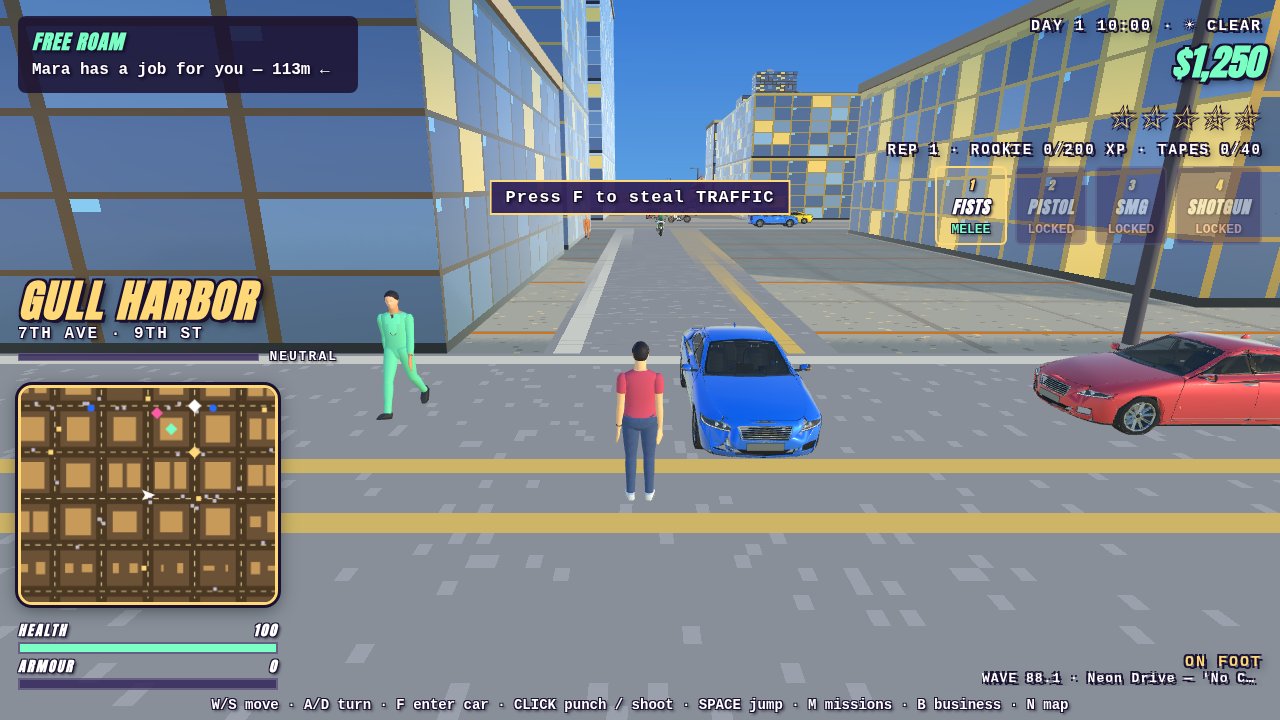 FREE ROAM
Mara has a job for you — 113m ←
DAY 1 10:00 · ☀ CLEAR
$1,250
REP 1 · ROOKIE 0/200 XP · TAPES 0/40
1
FISTS
MELEE
2
PISTOL
LOCKED
3
SMG
LOCKED
4
SHOTGUN
LOCKED
Press F to steal TRAFFIC
GULL HARBOR
7TH AVE · 9TH ST
NEUTRAL
HEALTH 100
ARMOUR 0
ON FOOT
WAVE 88.1 · Neon Drive — 'No C…
W/S move · A/D turn · F enter car · CLICK punch / shoot · SPACE jump · M missions · B business · N map